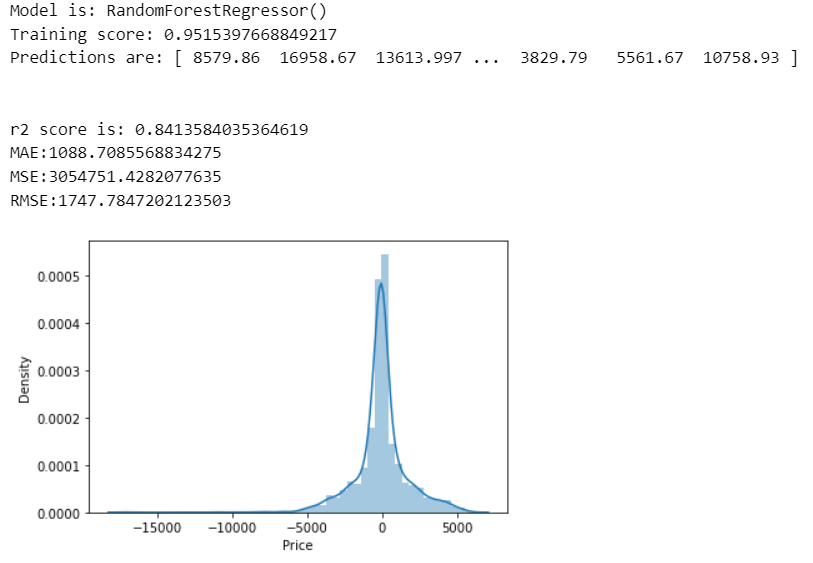 Model is: RandomForestRegressor()
Training score: 0.9515397668849217
Predictions are: [ 8579.86  16958.67  13613.997 ...  3829.79   5561.67  10758.93 ]
r2 score is: 0.8413584035364619
MAE:1088.7085568834275
MSE:3054751.4282077635
RMSE:1747.7847202123503
0.0005
0.0004
0.0003
0.0002
0.0001
0.0000
Density
−15000 −10000 −5000 0 5000
Price